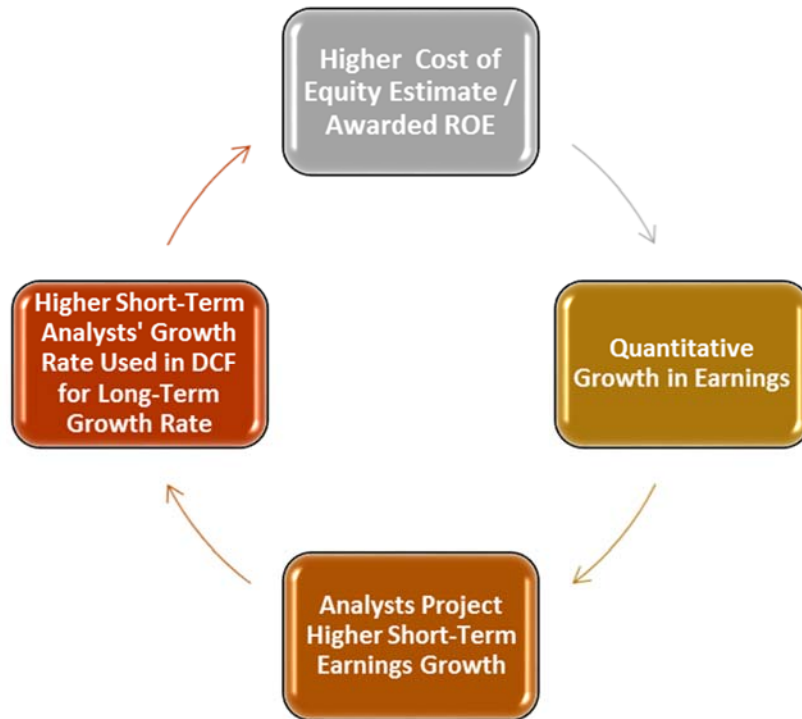 Higher Cost of
Equity Estimate /
Awarded ROE
Quantitative
Growth in Earnings
Analysts Project
Higher Short-Term
Earnings Growth
Higher Short-Term
Analysts' Growth
Rate Used in DCF
for Long-Term
Growth Rate